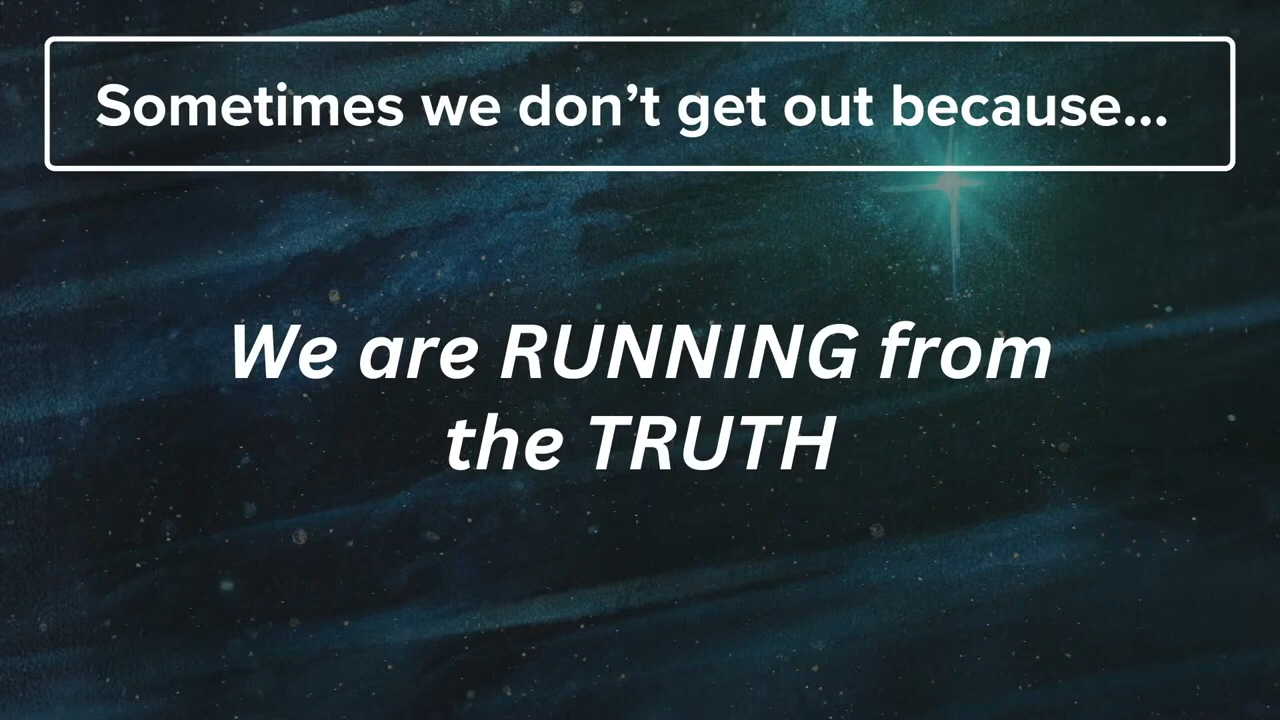 Sometimes we don’t get out because...
We are RUNNING from
the TRUTH